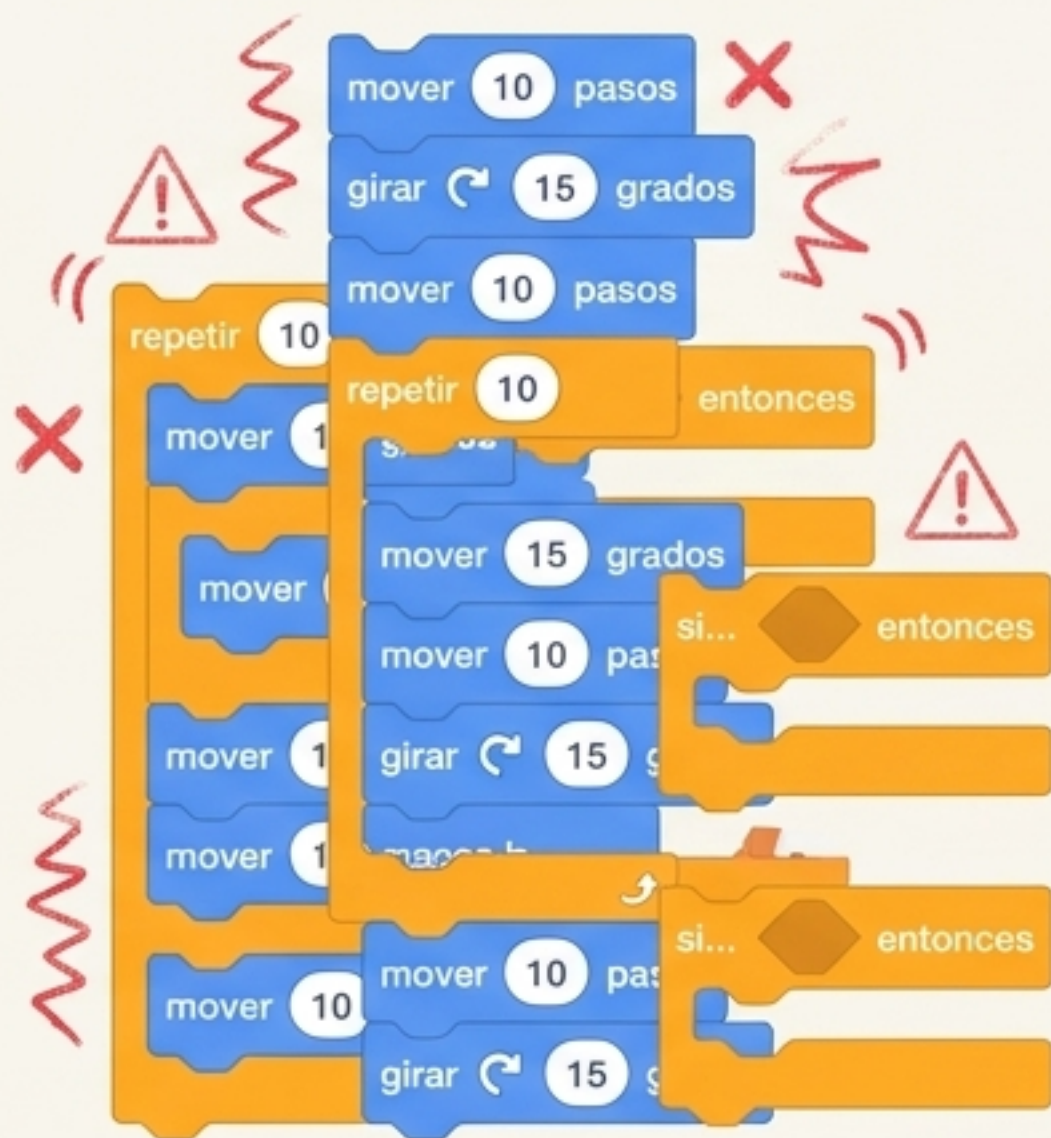 mover 10 pasos
girar 15 grados
mover 10 pasos
repetir 10
repetir 10
entonces
mover
mover 15 grados
si... entonces
mover
mover 10
mover
girar 15
mover
si... entonces
mover 10
mover 10
girar 15